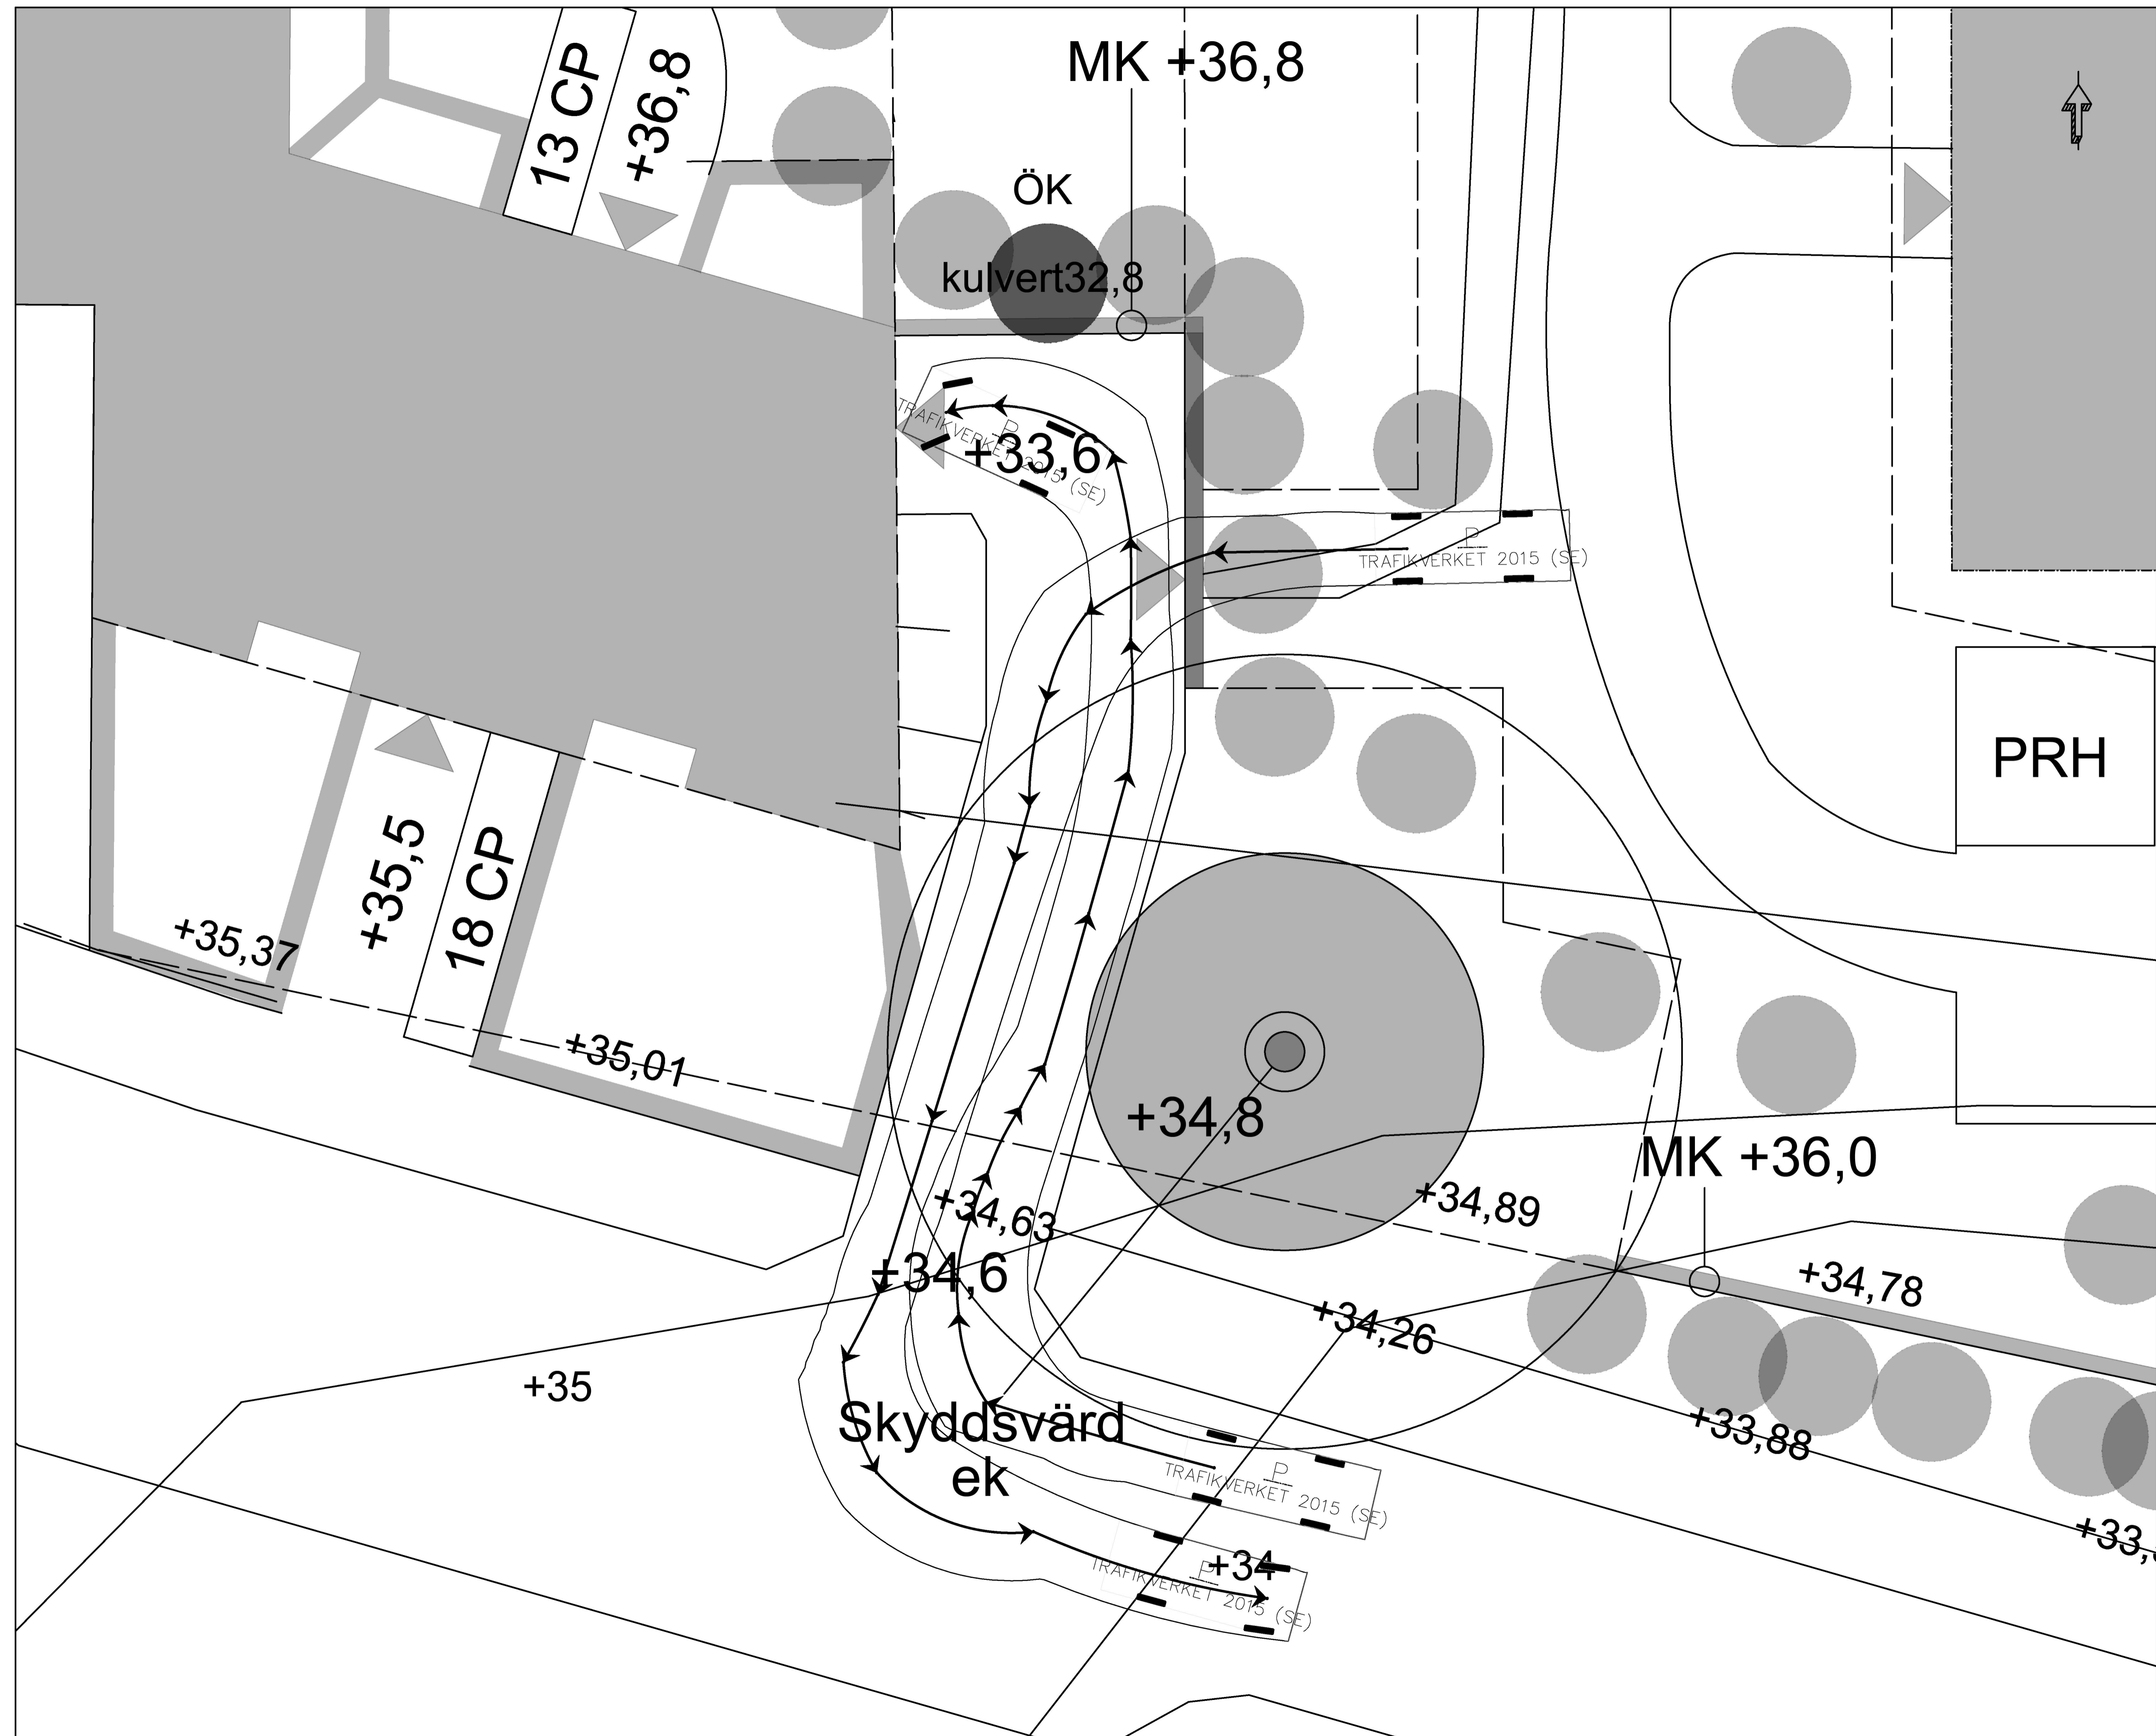 13 CP
+36,8
MK +36,8
ÖK
kulvert32,8
+33,6
P
TRAFIKVERKET 2015 (SE)
P
TRAFIKVERKET 2015 (SE)
PRH
+35,37
+35,5
18 CP
+35,01
+34,8
MK +36,0
+34,63
+34,89
+34,6
+34,78
+34,26
+35
Skyddsvärd
ek
+33,88
P
TRAFIKVERKET 2015 (SE)
+34
P
TRAFIKVERKET 2015 (SE)